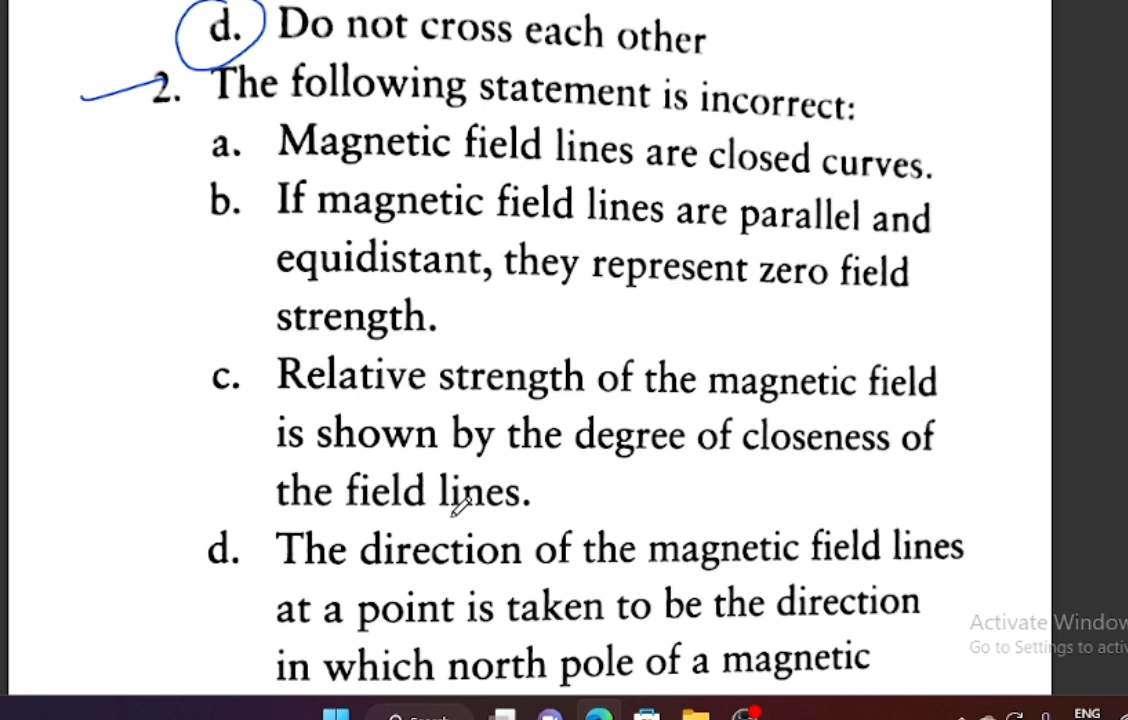 d. Do not cross each other
2. The following statement is incorrect:
a. Magnetic field lines are closed curves.
b. If magnetic field lines are parallel and
equidistant, they represent zero field
strength.
c. Relative strength of the magnetic field
is shown by the degree of closeness of
the field lines.
d. The direction of the magnetic field lines
at a point is taken to be the direction
in which north pole of a magnetic
Activate Window
Go to Settings to activ
ENG